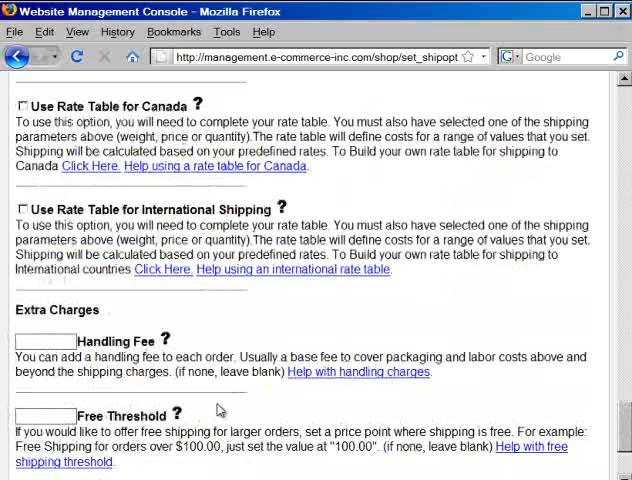 Website Management Console - Mozilla Firefox
File Edit View History Bookmarks Tools Help
http://management.e-commerce-inc.com/shop/set_shipopt
Google
Use Rate Table for Canada ?
To use this option, you will need to complete your rate table. You must also have selected one of the shipping
parameters above (weight, price or quantity).The rate table will define costs for a range of values that you set.
Shipping will be calculated based on your predefined rates. To Build your own rate table for shipping to
Canada Click Here. Help using a rate table for Canada.
Use Rate Table for International Shipping ?
To use this option, you will need to complete your rate table. You must also have selected one of the shipping
parameters above (weight, price or quantity).The rate table will define costs for a range of values that you set.
Shipping will be calculated based on your predefined rates. To Build your own rate table for shipping to
International countries Click Here. Help using an international rate table.
Extra Charges
Handling Fee ?
You can add a handling fee to each order. Usually a base fee to cover packaging and labor costs above and
beyond the shipping charges. (if none, leave blank) Help with handling charges.
Free Threshold ?
If you would like to offer free shipping for larger orders, set a price point where shipping is free. For example:
Free Shipping for orders over $100.00, just set the value at "100.00". (if none, leave blank) Help with free
shipping threshold.